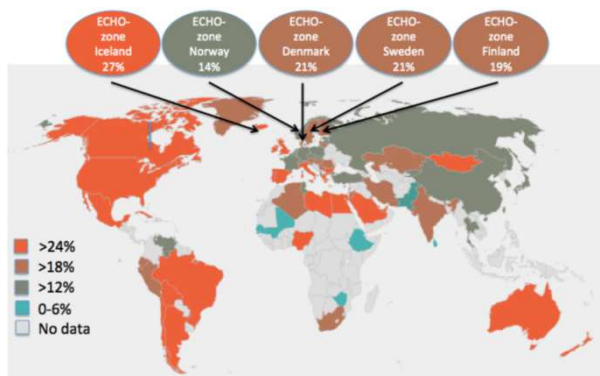 ECHO-
zone
Iceland
27%
ECHO-
zone
Norway
14%
ECHO-
zone
Denmark
21%
ECHO-
zone
Sweden
21%
ECHO-
zone
Finland
19%
>24%
>18%
>12%
0-6%
No data